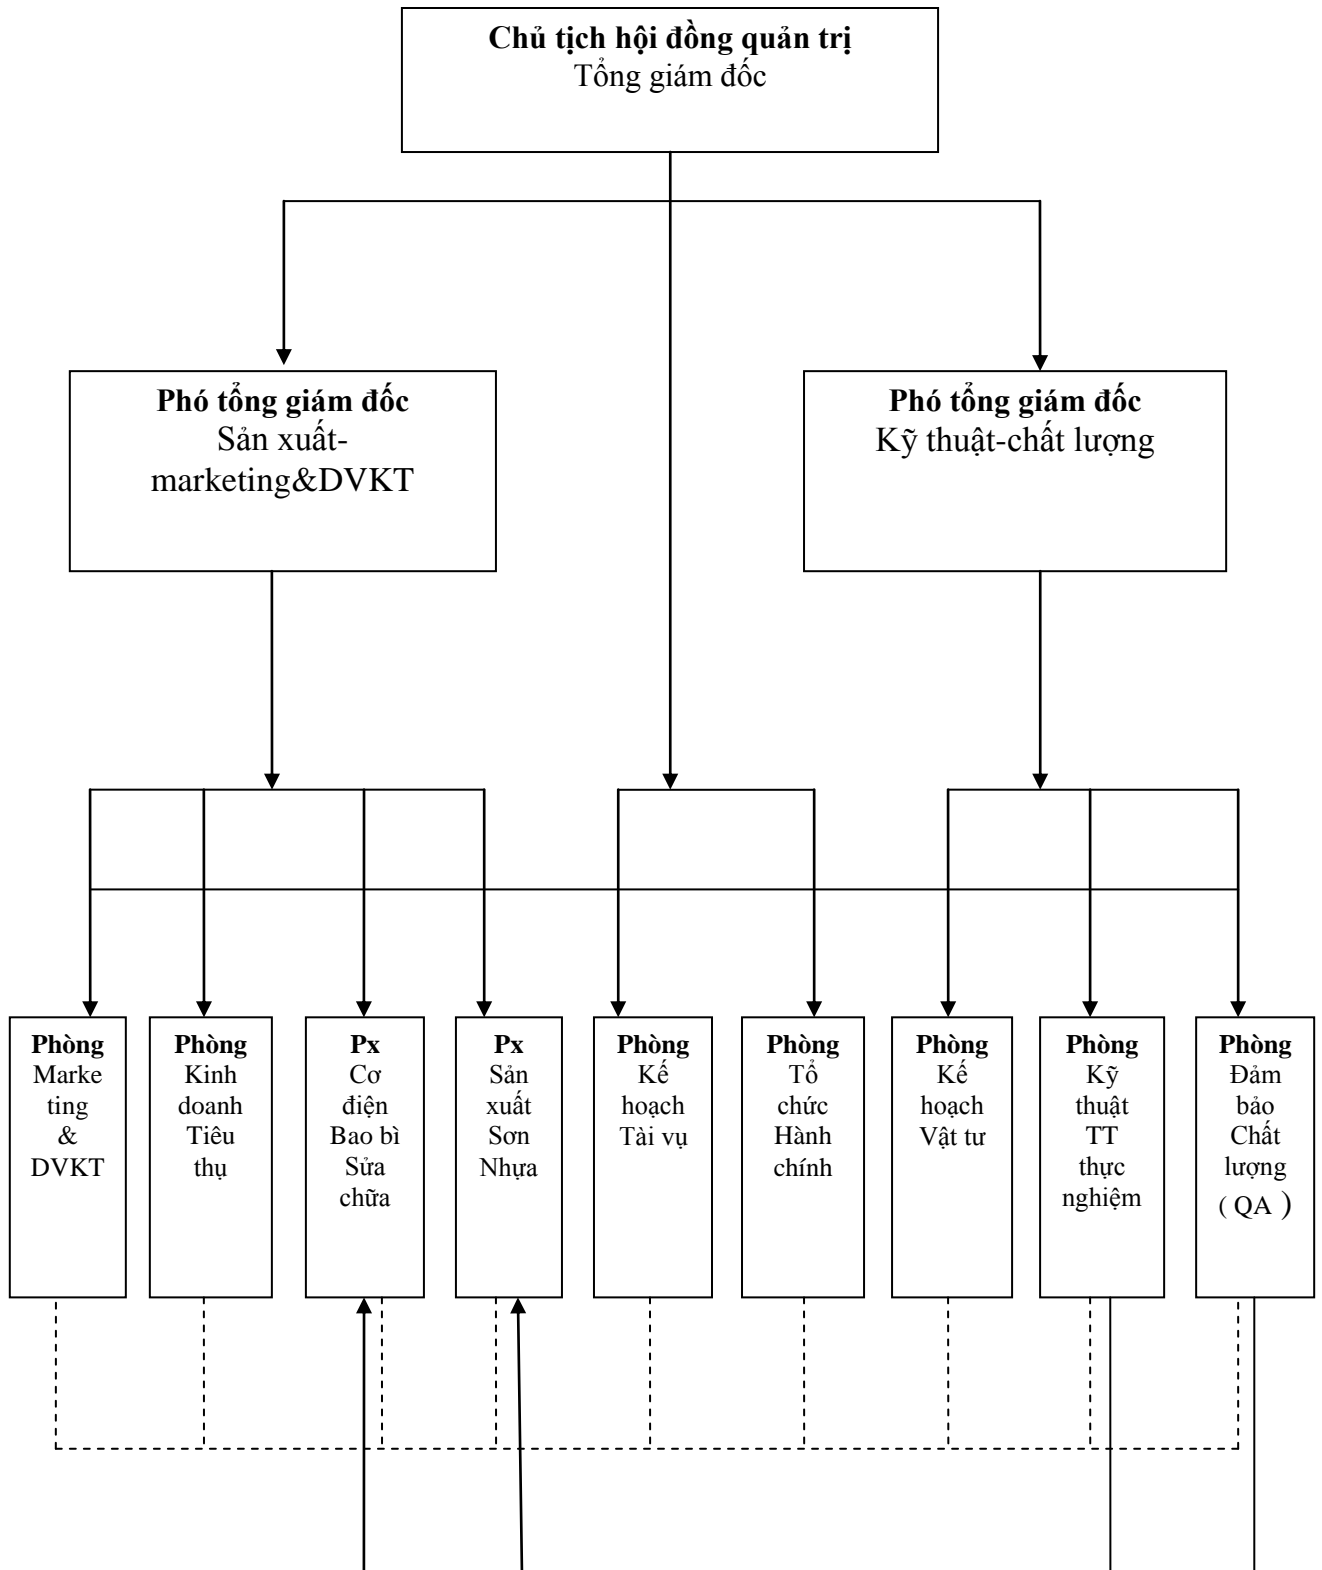 Chủ tịch hội đồng quản trị
Tổng giám đốc
Phó tổng giám đốc
Sản xuất-
marketing&DVKT
Phó tổng giám đốc
Kỹ thuật-chất lượng
Phòng
Marke
ting
&
DVKT
Phòng
Kinh
doanh
Tiêu
thụ
Px
Cơ
điện
Bao bì
Sửa
chữa
Px
Sản
xuất
Sơn
Nhựa
Phòng
Kế
hoạch
Tài vụ
Phòng
Tổ
chức
Hành
chính
Phòng
Kế
hoạch
Vật tư
Phòng
Kỹ
thuật
TT
thực
nghiệm
Phòng
Đảm
bảo
Chất
lượng
( QA )